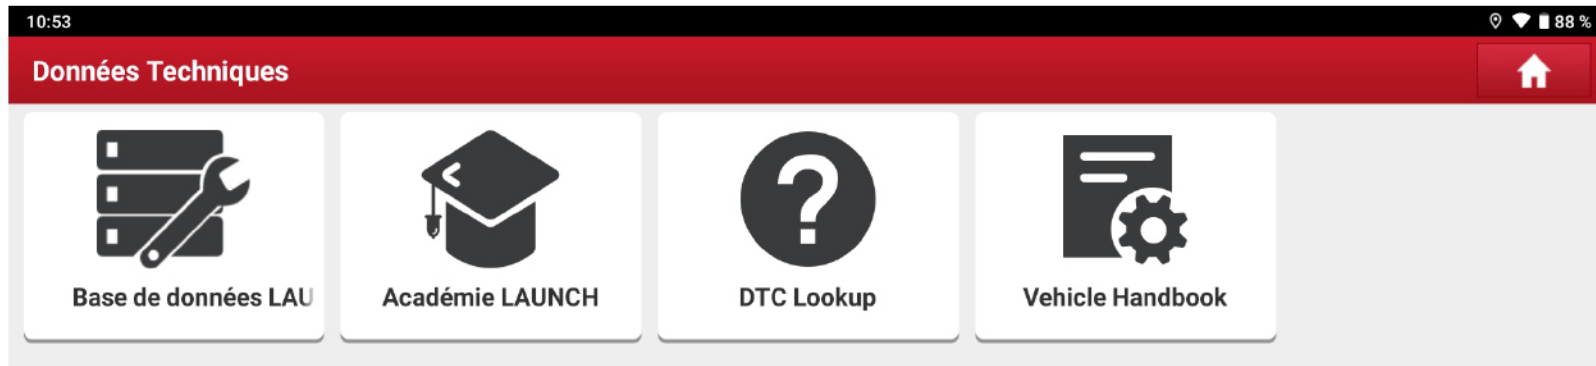 10:53
88 %
Données Techniques
Base de données LAU
Académie LAUNCH
DTC Lookup
Vehicle Handbook